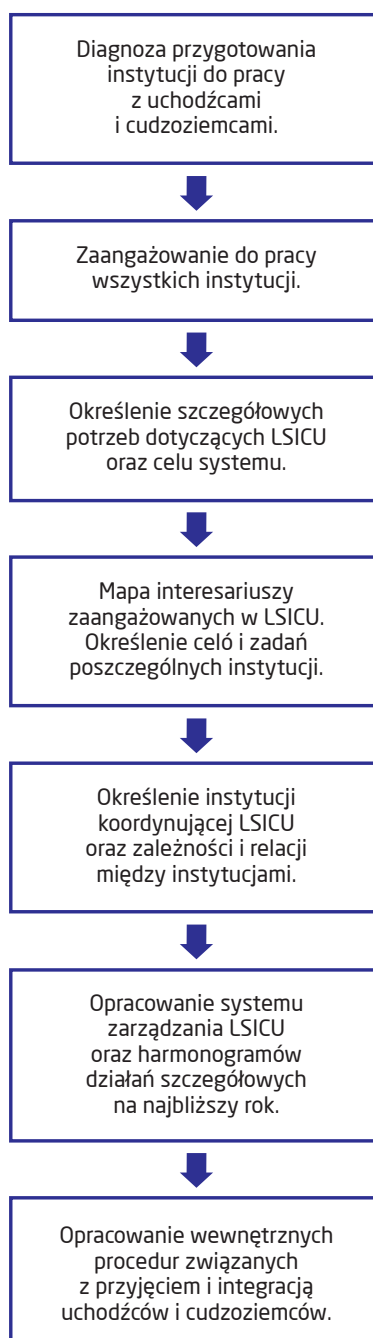 Diagnoza przygotowania
instytucji do pracy
z uchodźcami
i cudzoziemcami.
Zaangażowanie do pracy
wszystkich instytucji.
Określenie szczegółowych
potrzeb dotyczących LSICU
oraz celu systemu.
Mapa interesariuszy
zaangażowanych w LSICU.
Określenie celó i zadań
poszczególnych instytucji.
Określenie instytucji
koordynującej LSICU
oraz zależności i relacji
między instytucjami.
Opracowanie systemu
zarządzania LSICU
oraz harmonogramów
działań szczegółowych
na najbliższy rok.
Opracowanie wewnętrznych
procedur związanych
z przyjęciem i integracją
uchodźców i cudzoziemców.